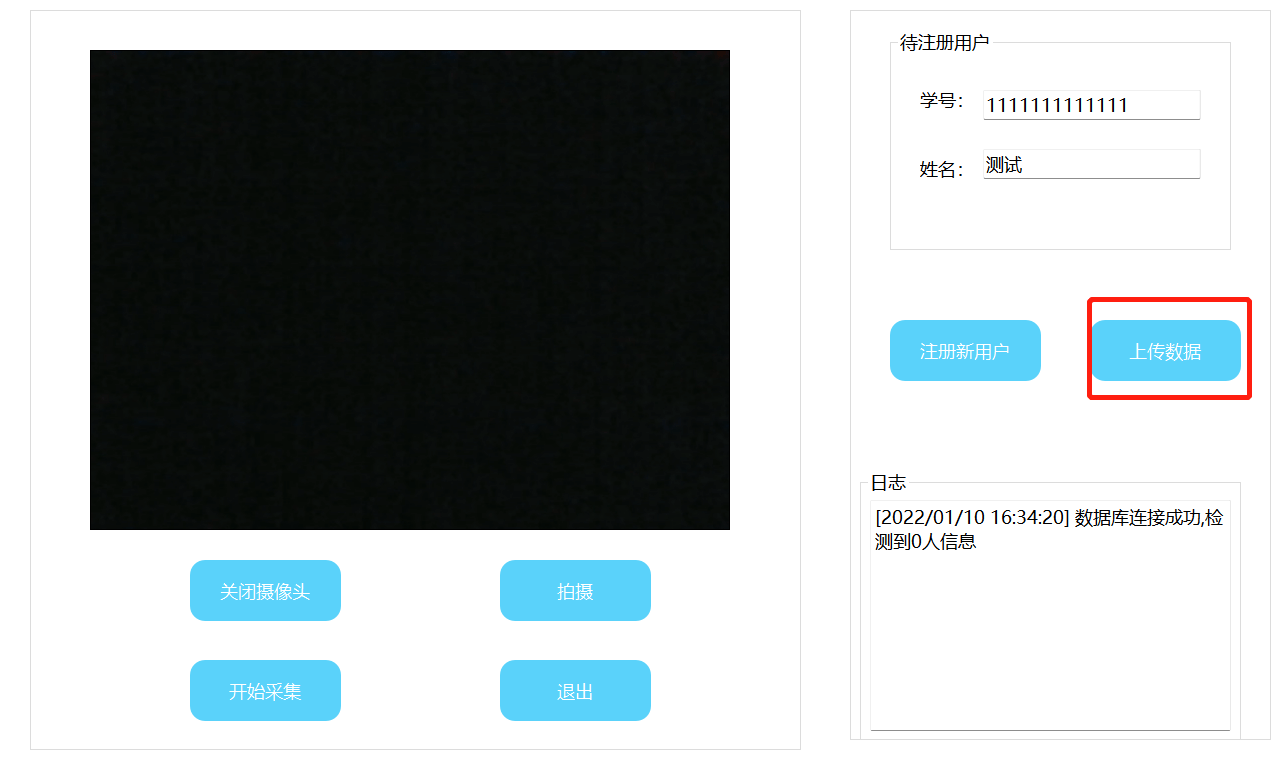 关闭摄像头
拍摄
开始采集
退出
待注册用户
学号：
1111111111111
姓名：
测试
注册新用户
上传数据
日志
[2022/01/10 16:34:20] 数据库连接成功,检
测到0人信息